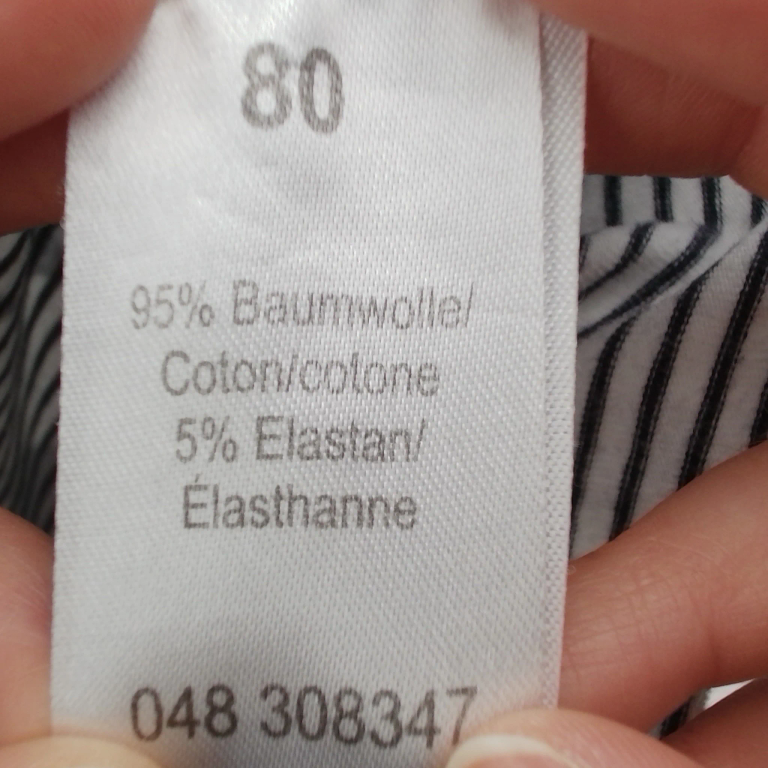 80
95% Baumwolle/
Coton/cotone
5% Elastan/
Élasthanne
048 308347